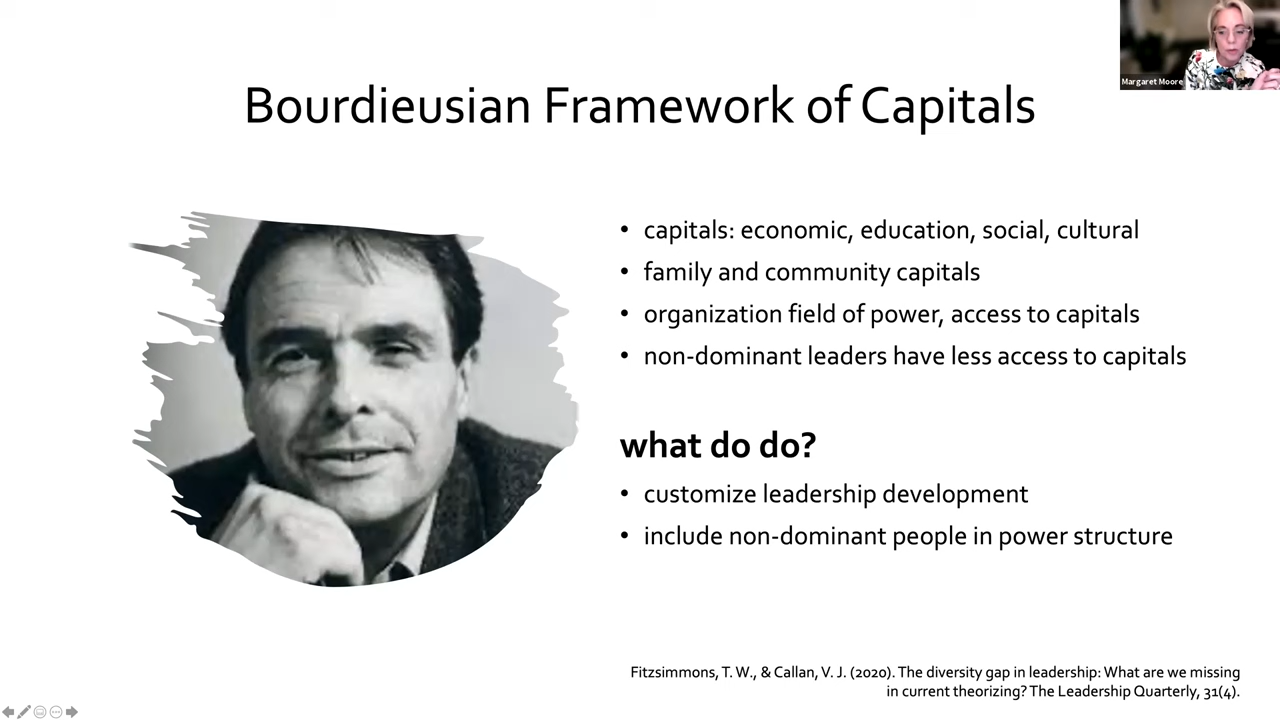 Margaret Moore
Bourdieusian Framework of Capitals
• capitals: economic, education, social, cultural
• family and community capitals
• organization field of power, access to capitals
• non-dominant leaders have less access to capitals
what do do?
• customize leadership development
• include non-dominant people in power structure
Fitzsimmons, T. W., & Callan, V. J. (2020). The diversity gap in leadership: What are we missing
in current theorizing? The Leadership Quarterly, 31(4).